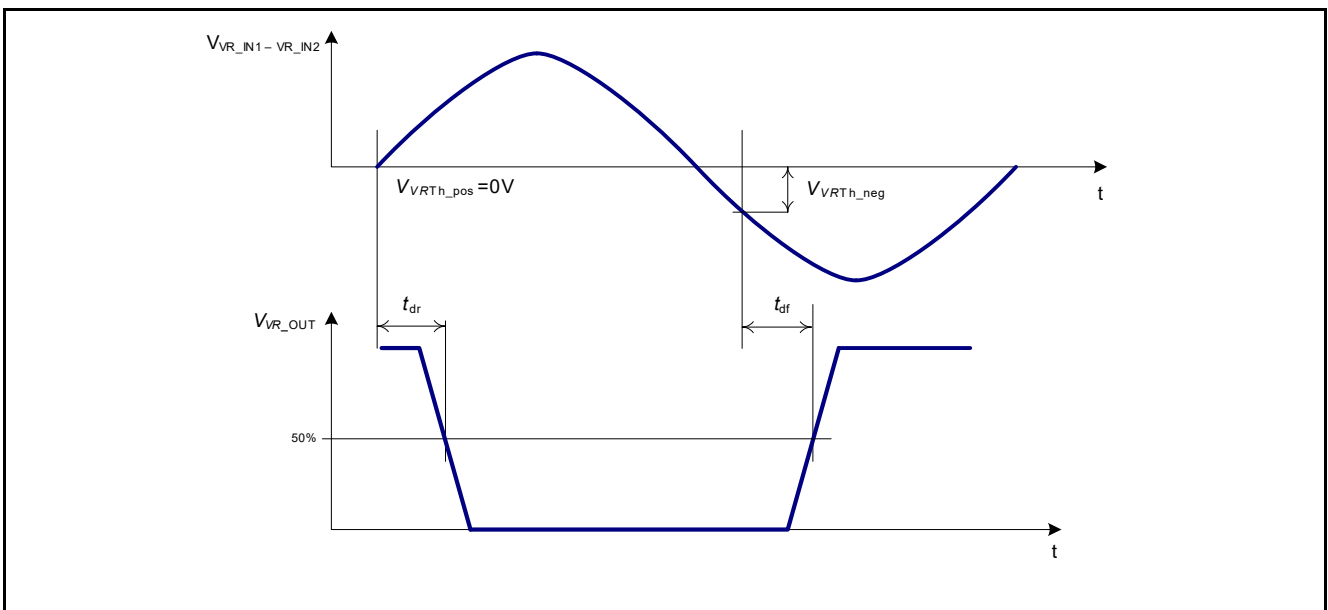 VVR_IN1 – VR_IN2
VVRTh_pos =0V
VVRTh_neg
t
tdr
tdf
VVR_OUT
50%
t